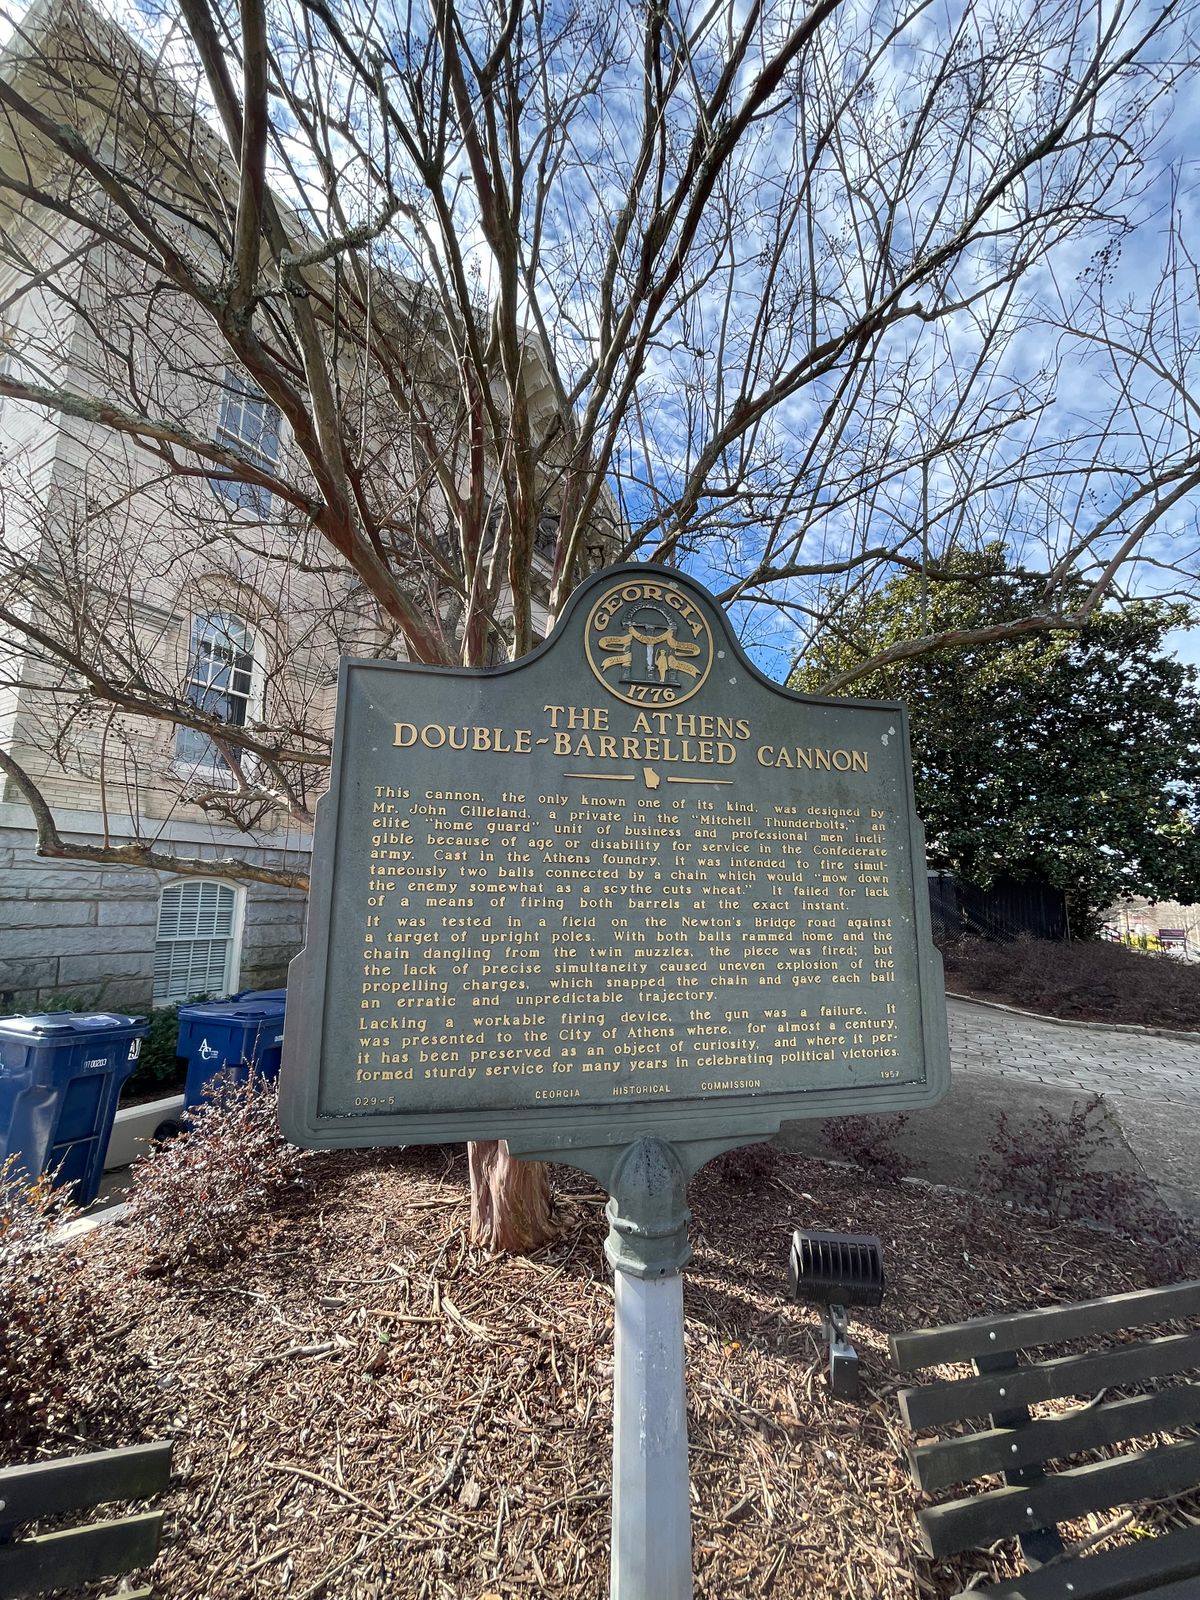 GEORGIA
1776
THE ATHENS
DOUBLE-BARRELLED CANNON
This cannon, the only known one of its kind, was designed by
Mr. John Gilleland, a private in the "Mitchell Thunderbolts," an
elite "home guard" unit of business and professional men ineli-
gible because of age or disability for service in the Confederate
army. Cast in the Athens foundry, it was intended to fire simul-
taneously two balls connected by a chain which would "mow down
the enemy somewhat as a scythe cuts wheat." It failed for lack
of a means of firing both barrels at the exact instant.
It was tested in a field on the Newton's Bridge road against
a target of upright poles. With both balls rammed home and the
chain dangling from the twin muzzles, the piece was fired; but
the lack of precise simultaneity caused uneven explosion of the
propelling charges, which snapped the chain and gave each ball
an erratic and unpredictable trajectory.
Lacking a workable firing device, the gun was a failure. It
was presented to the City of Athens where, for almost a century,
it has been preserved as an object of curiosity, and where it per-
formed sturdy service for many years in celebrating political victories.
029-5 GEORGIA HISTORICAL COMMISSION 1957